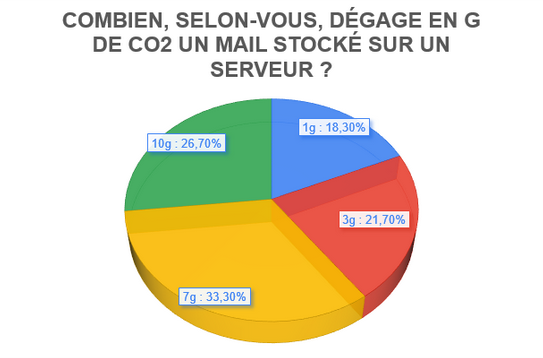 COMBIEN, SELON-VOUS, DÉGAGE EN G
DE CO2 UN MAIL STOCKÉ SUR UN
SERVEUR ?
1g : 18,30%
10g : 26,70%
3g : 21,70%
7g : 33,30%